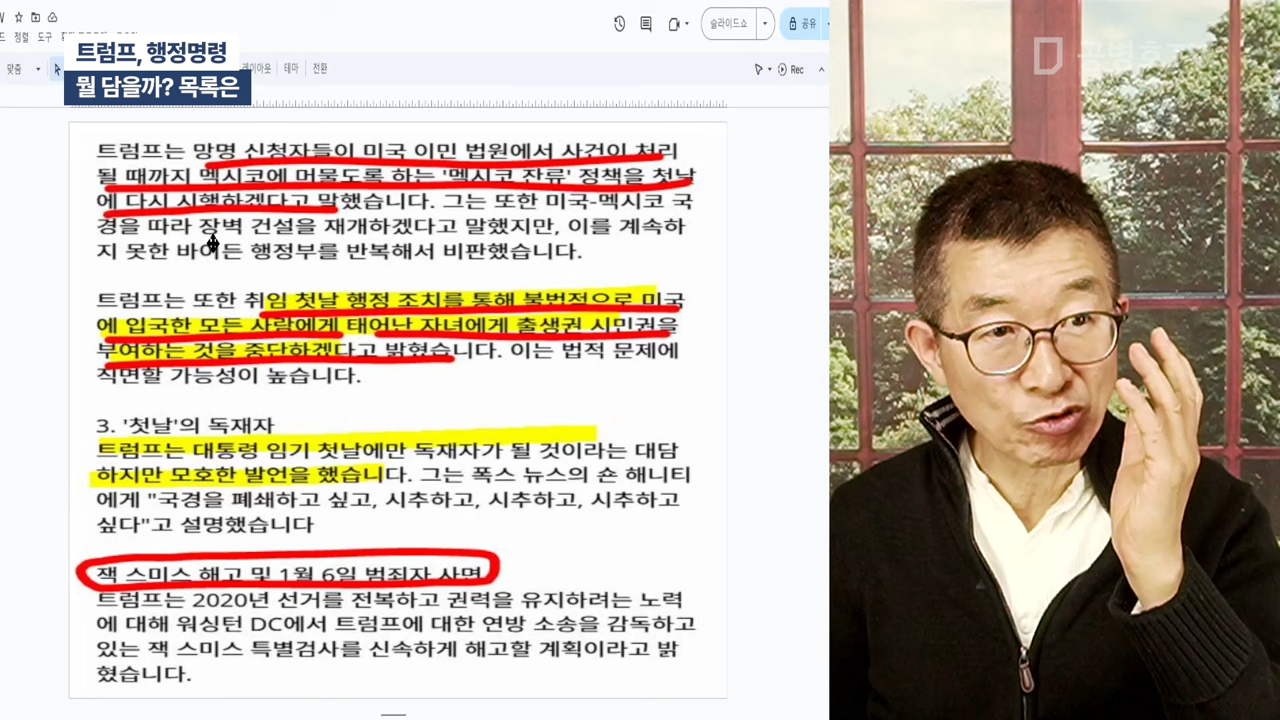 정렬 도구
슬라이드쇼
공유
트럼프, 행정명령
뭘 담을까? 목록은
맞춤
레이아웃
테마
전환
Rec
트럼프는 망명 신청자들이 미국 이민 법원에서 사건이 처리
될 때까지 멕시코에 머물도록 하는 '멕시코 잔류' 정책을 첫날
에 다시 시행하겠다고 말했습니다. 그는 또한 미국-멕시코 국
경을 따라 장벽 건설을 재개하겠다고 말했지만, 이를 계속하
지 못한 바이든 행정부를 반복해서 비판했습니다.
트럼프는 또한 취임 첫날 행정 조치를 통해 불법적으로 미국
에 입국한 모든 사람에게 태어난 자녀에게 출생권 시민권을
부여하는 것을 중단하겠다고 밝혔습니다. 이는 법적 문제에
직면할 가능성이 높습니다.
3. '첫날'의 독재자
트럼프는 대통령 임기 첫날에만 독재자가 될 것이라는 대담
하지만 모호한 발언을 했습니다. 그는 폭스 뉴스의 숀 해니티
에게 "국경을 폐쇄하고 싶고, 시추하고, 시추하고, 시추하고
싶다"고 설명했습니다
잭 스미스 해고 및 1월 6일 범죄자 사면
트럼프는 2020년 선거를 전복하고 권력을 유지하려는 노력
에 대해 워싱턴 DC에서 트럼프에 대한 연방 소송을 감독하고
있는 잭 스미스 특별검사를 신속하게 해고할 계획이라고 밝
혔습니다.